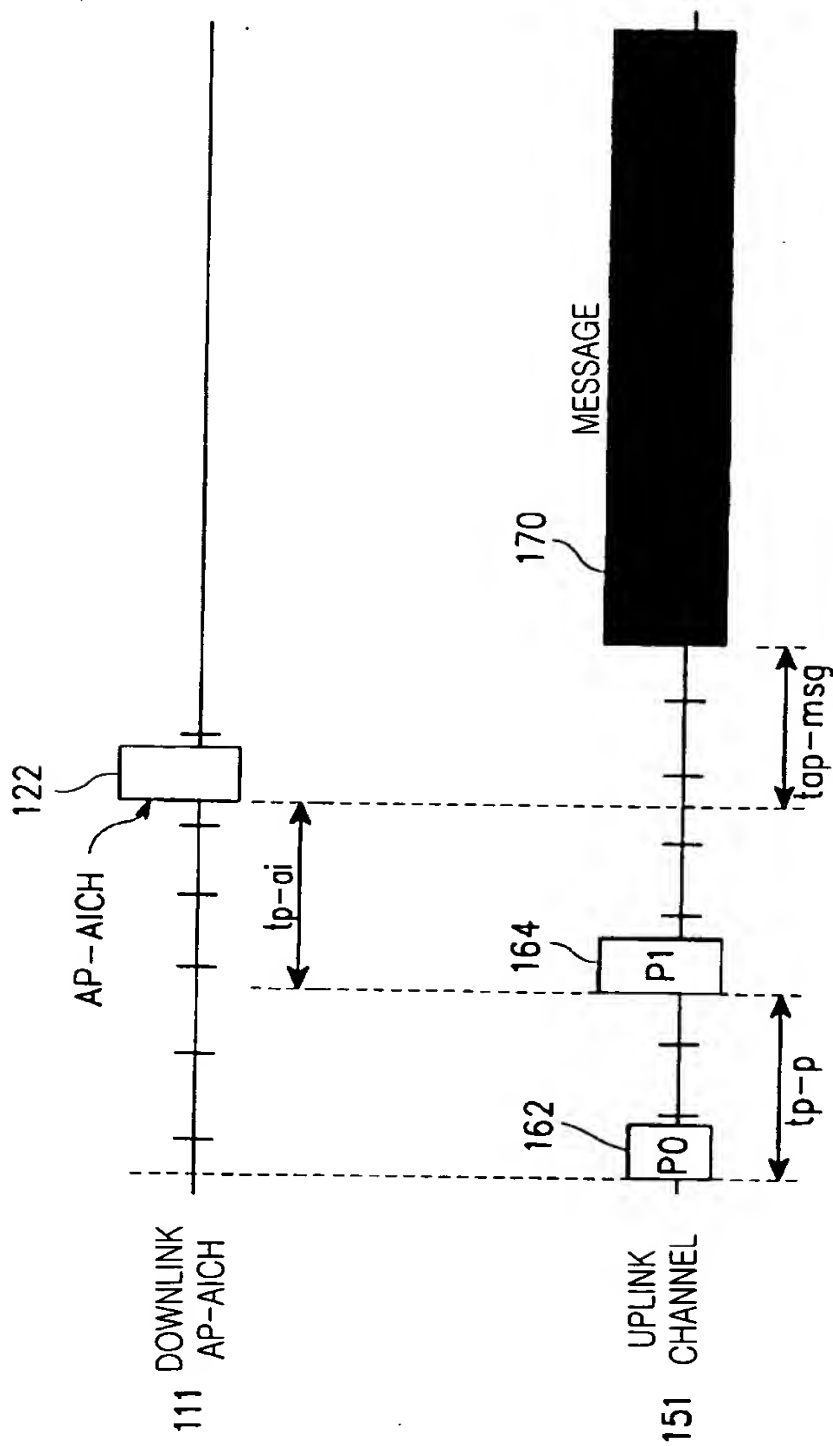 111 DOWNLINK
AP-AICH
122
AP-AICH
tp-ai
151 UPLINK
CHANNEL
162
P0
164
P1
170
MESSAGE
tp-p
tap-msg